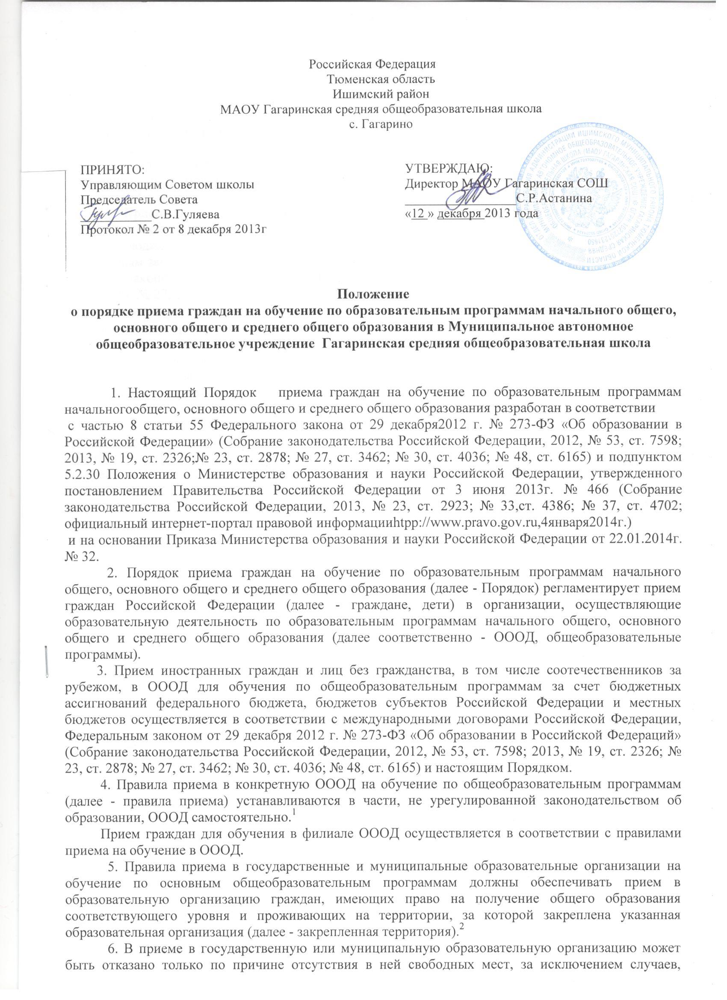 Российская Федерация
Тюменская область
Ишимский район
МАОУ Гагаринская средняя общеобразовательная школа
с. Гагарино
ПРИНЯТО:
Управляющим Советом школы
Председатель Совета
___________С.В.Гуляева
Протокол № 2 от 8 декабря 2013г
УТВЕРЖДАЮ:
Директор МАОУ Гагаринская СОШ
_________________С.Р.Астанина
«12 » декабря 2013 года
Положение
о порядке приема граждан на обучение по образовательным программам начального общего,
основного общего и среднего общего образования в Муниципальное автономное
общеобразовательное учреждение Гагаринская средняя общеобразовательная школа
1. Настоящий Порядок приема граждан на обучение по образовательным программам
начальногообщего, основного общего и среднего общего образования разработан в соответствии
с частью 8 статьи 55 Федерального закона от 29 декабря2012 г. № 273-ФЗ «Об образовании в
Российской Федерации» (Собрание законодательства Российской Федерации, 2012, № 53, ст. 7598;
2013, № 19, ст. 2326;№ 23, ст. 2878; № 27, ст. 3462; № 30, ст. 4036; № 48, ст. 6165) и подпунктом
5.2.30 Положения о Министерстве образования и науки Российской Федерации, утвержденного
постановлением Правительства Российской Федерации от 3 июня 2013г. № 466 (Собрание
законодательства Российской Федерации, 2013, № 23, ст. 2923; № 33,ст. 4386; № 37, ст. 4702;
официальный интернет-портал правовой информацииhtpp://www.pravo.gov.ru,4января2014г.)
и на основании Приказа Министерства образования и науки Российской Федерации от 22.01.2014г.
№ 32.
2. Порядок приема граждан на обучение по образовательным программам начального
общего, основного общего и среднего общего образования (далее - Порядок) регламентирует прием
граждан Российской Федерации (далее - граждане, дети) в организации, осуществляющие
образовательную деятельность по образовательным программам начального общего, основного
общего и среднего общего образования (далее соответственно - ОООД, общеобразовательные
программы).
3. Прием иностранных граждан и лиц без гражданства, в том числе соотечественников за
рубежом, в ОООД для обучения по общеобразовательным программам за счет бюджетных
ассигнований федерального бюджета, бюджетов субъектов Российской Федерации и местных
бюджетов осуществляется в соответствии с международными договорами Российской Федерации,
Федеральным законом от 29 декабря 2012 г. № 273-ФЗ «Об образовании в Российской Федераций»
(Собрание законодательства Российской Федерации, 2012, № 53, ст. 7598; 2013, № 19, ст. 2326; №
23, ст. 2878; № 27, ст. 3462; № 30, ст. 4036; № 48, ст. 6165) и настоящим Порядком.
4. Правила приема в конкретную ОООД на обучение по общеобразовательным программам
(далее - правила приема) устанавливаются в части, не урегулированной законодательством об
образовании, ОООД самостоятельно.1
Прием граждан для обучения в филиале ОООД осуществляется в соответствии с правилами
приема на обучение в ОООД.
5. Правила приема в государственные и муниципальные образовательные организации на
обучение по основным общеобразовательным программам должны обеспечивать прием в
образовательную организацию граждан, имеющих право на получение общего образования
соответствующего уровня и проживающих на территории, за которой закреплена указанная
образовательная организация (далее - закрепленная территория).2
6. В приеме в государственную или муниципальную образовательную организацию может
быть отказано только по причине отсутствия в ней свободных мест, за исключением случаев,